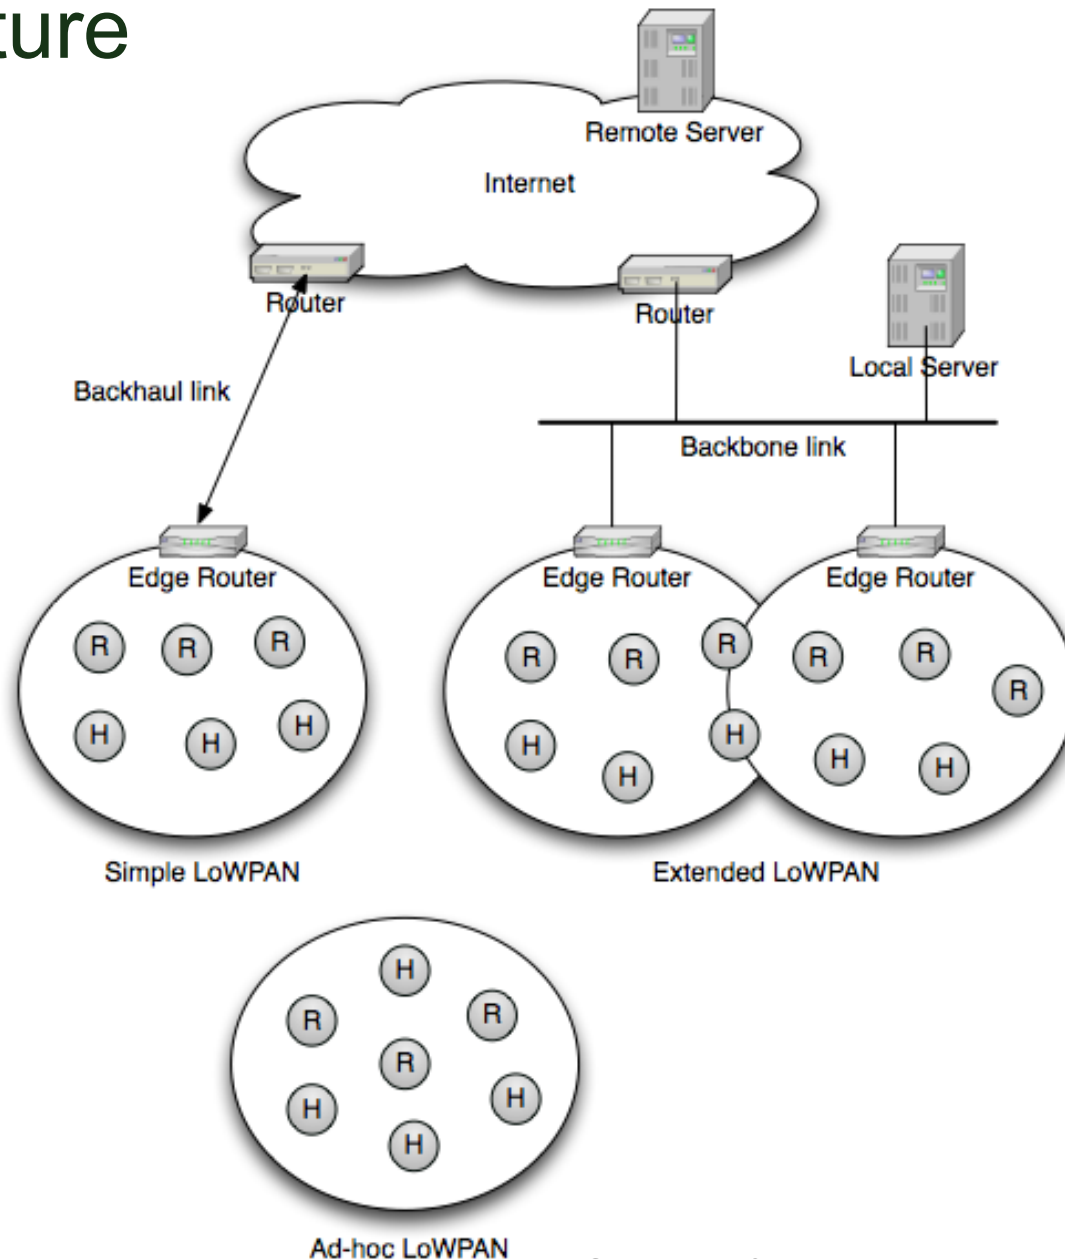 ture
Remote Server
Internet
Router
Router
Local Server
Backhaul link
Backbone link
Edge Router
Edge Router
Edge Router
R R R
H H H
R R R
H H H
R R R
H H
Simple LoWPAN
Extended LoWPAN
H
R R
R
H H
H
Ad-hoc LoWPAN